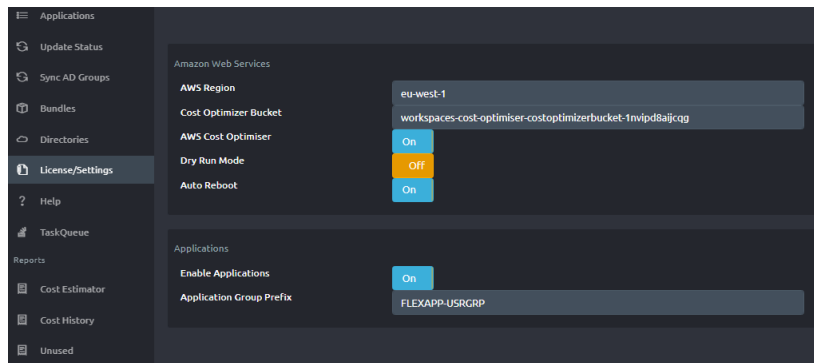 Applications
Update Status
Sync AD Groups
Bundles
Directories
License/Settings
Help
TaskQueue
Reports
Cost Estimator
Cost History
Unused
Amazon Web Services
AWS Region eu-west-1
Cost Optimizer Bucket workspaces-cost-optimiser-costoptimizerbucket-1nvipd8aijcqg
AWS Cost Optimiser On
Dry Run Mode Off
Auto Reboot On
Applications
Enable Applications On
Application Group Prefix FLEXAPP-USRGRP